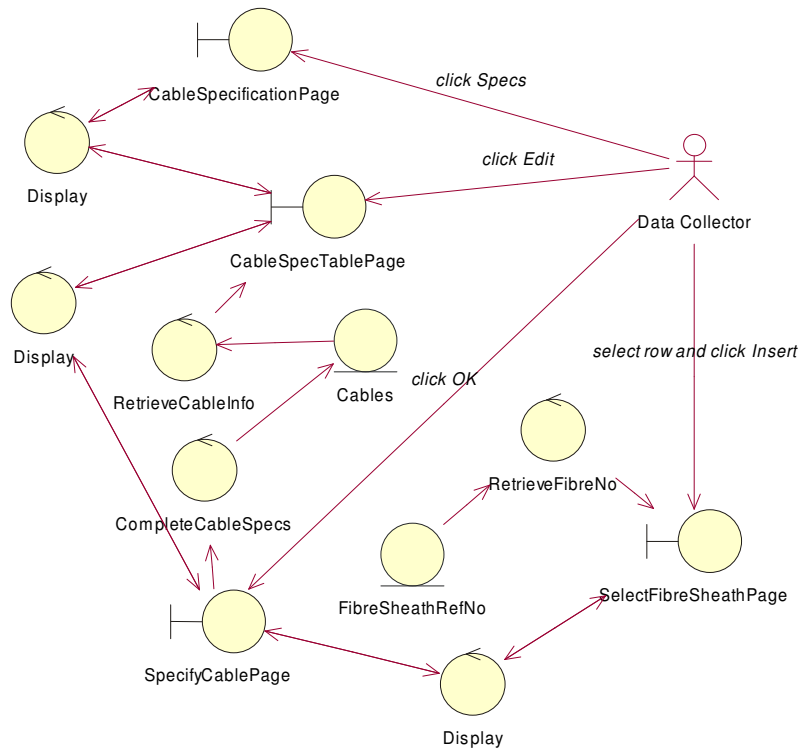 click Specs
CableSpecificationPage
click Edit
Display
Data Collector
CableSpecTablePage
Display
select row and click Insert
click OK
RetrieveCableInfo
Cables
RetrieveFibreNo
CompleteCableSpecs
FibreSheathRefNo
SelectFibreSheathPage
SpecifyCablePage
Display